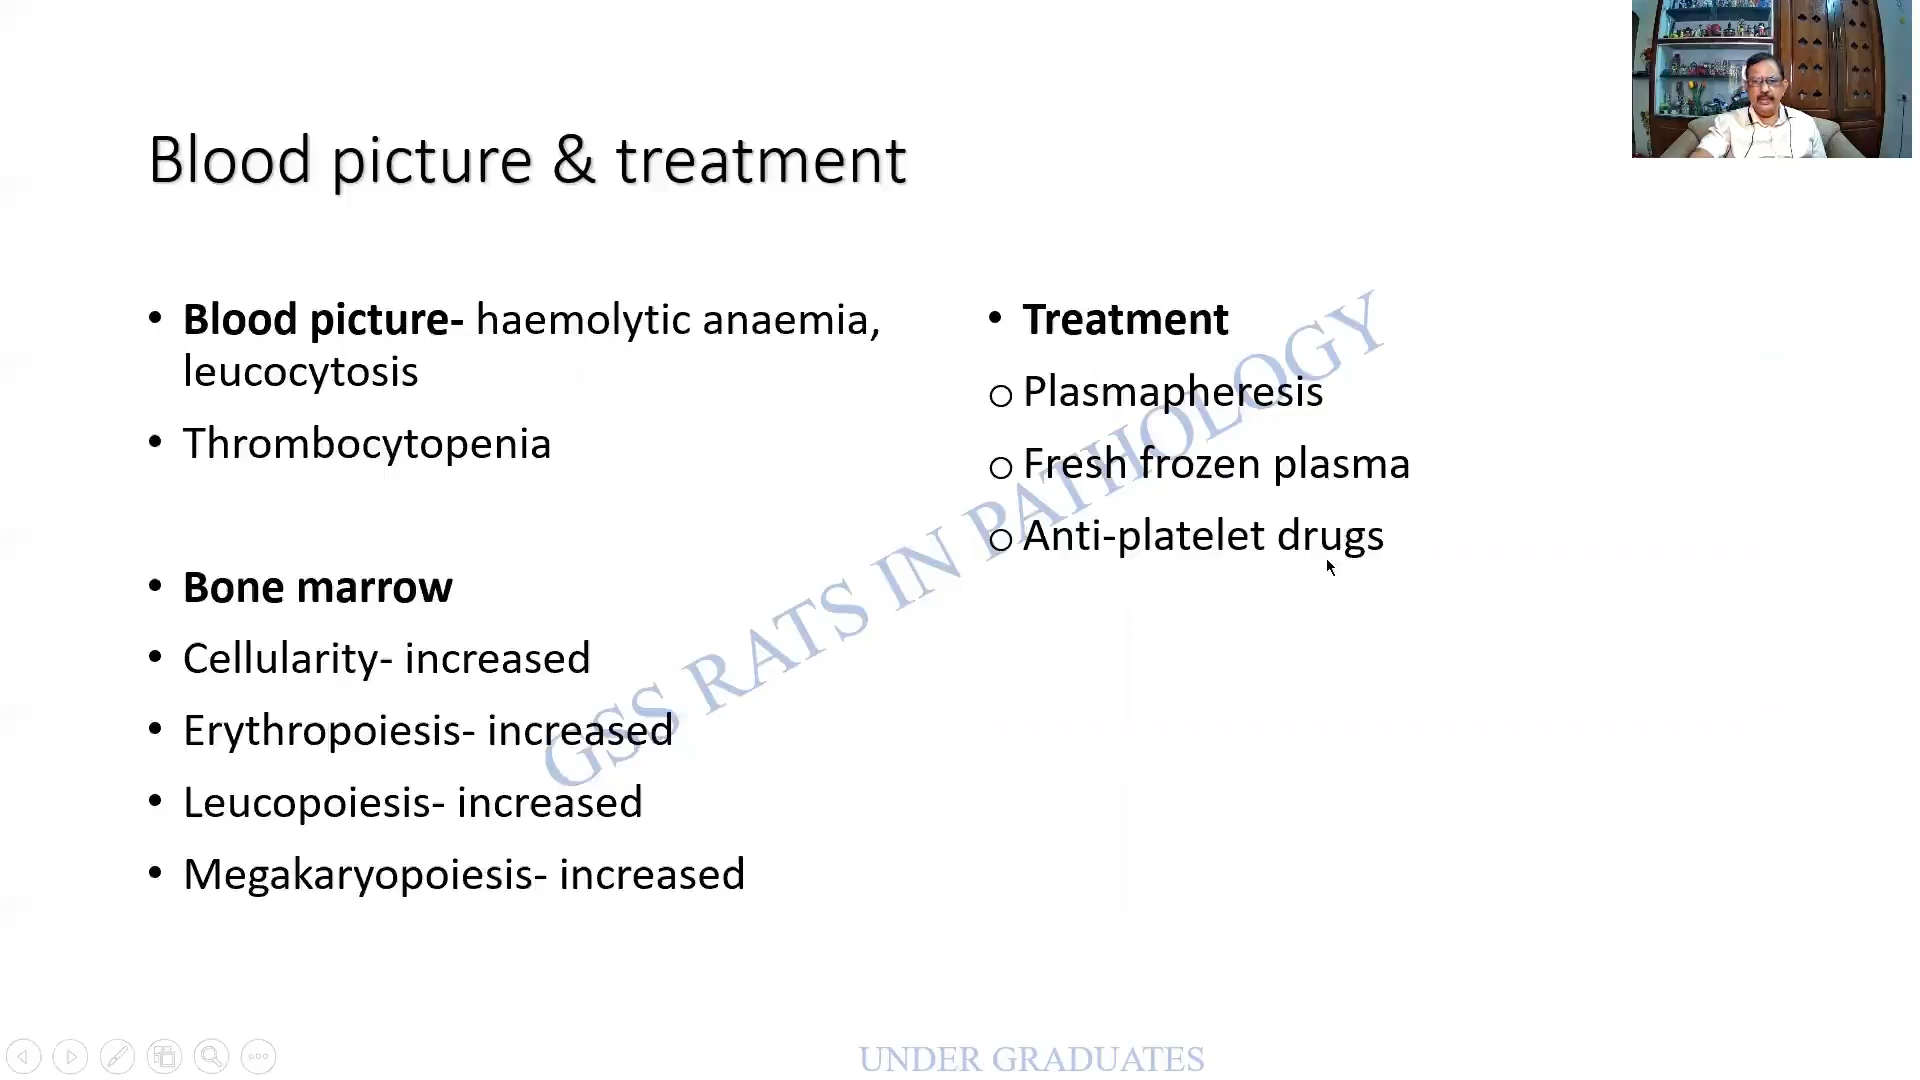 Blood picture & treatment
• Blood picture- haemolytic anaemia,
leucocytosis
• Thrombocytopenia
• Bone marrow
• Cellularity- increased
• Erythropoiesis- increased
• Leucopoiesis- increased
• Megakaryopoiesis- increased
• Treatment
o Plasmapheresis
o Fresh frozen plasma
o Anti-platelet drugs
GSS RATS IN PATHOLOGY
UNDER GRADUATES